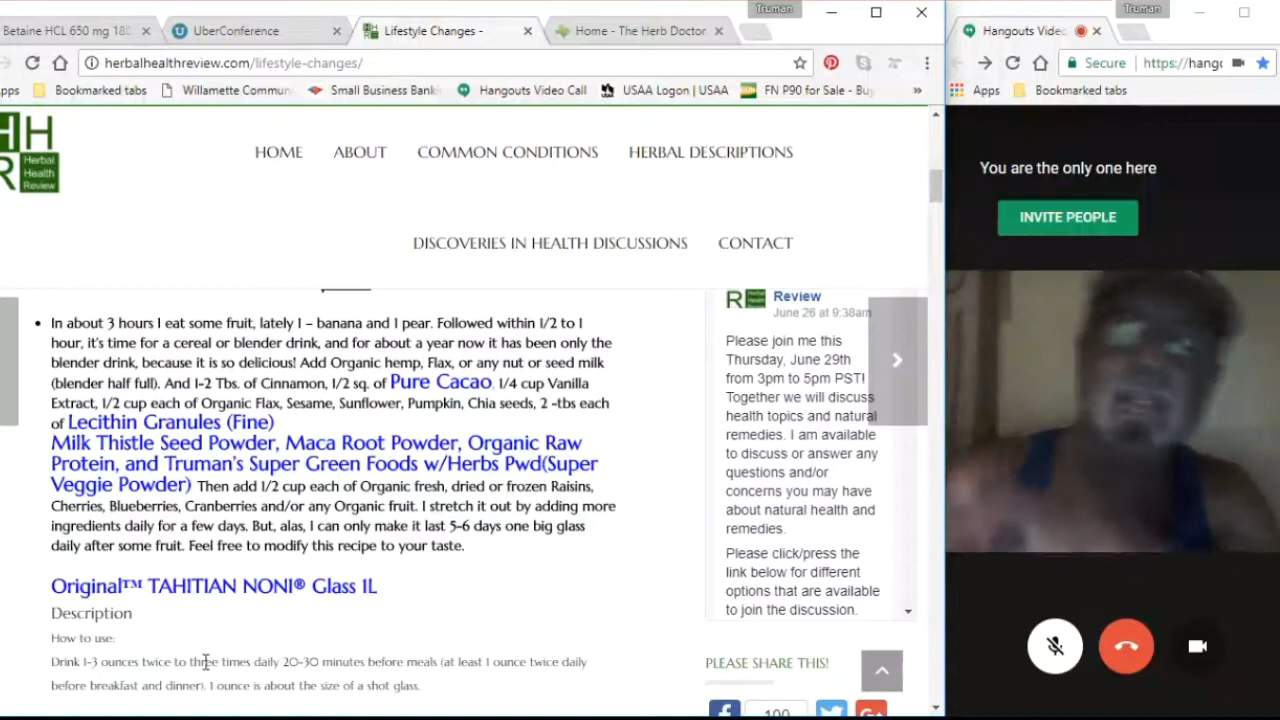 Truman
Truman
Betaine HCL 650 mg 180
UberConference
Lifestyle Changes -
Home - The Herb Doctor
Hangouts Video
herbalhealthreview.com/lifestyle-changes/
Secure
https://hango
pps
Bookmarked tabs
Willamette Commun
Small Business Banki
Hangouts Video Call
USAA Logon | USAA
FN P90 for Sale - Buy
»
Apps
Bookmarked tabs
HH
R
Herbal
Health
Review
HOME
ABOUT
COMMON CONDITIONS
HERBAL DESCRIPTIONS
DISCOVERIES IN HEALTH DISCUSSIONS
CONTACT
You are the only one here
INVITE PEOPLE
• In about 3 hours I eat some fruit, lately 1 – banana and 1 pear. Followed within 1/2 to 1
hour, it's time for a cereal or blender drink, and for about a year now it has been only the
blender drink, because it is so delicious! Add Organic hemp, Flax, or any nut or seed milk
(blender half full). And 1-2 Tbs. of Cinnamon, 1/2 sq. of Pure Cacao. 1/4 cup Vanilla
Extract, 1/2 cup each of Organic Flax, Sesame, Sunflower, Pumpkin, Chia seeds, 2 -tbs each
of Lecithin Granules (Fine)
Milk Thistle Seed Powder, Maca Root Powder, Organic Raw
Protein, and Truman's Super Green Foods w/Herbs Pwd(Super
Veggie Powder) Then add 1/2 cup each of Organic fresh, dried or frozen Raisins,
Cherries, Blueberries, Cranberries and/or any Organic fruit. I stretch it out by adding more
ingredients daily for a few days. But, alas, I can only make it last 5-6 days one big glass
daily after some fruit. Feel free to modify this recipe to your taste.
Original™ TAHITIAN NONI® Glass 1L
Description
How to use:
Drink 1-3 ounces twice to three times daily 20-30 minutes before meals (at least 1 ounce twice daily
before breakfast and dinner). 1 ounce is about the size of a shot glass.
R
Herbal
Health
Review
Review
June 26 at 9:38am
Please join me this
Thursday, June 29th
from 3pm to 5pm PST!
Together we will discuss
health topics and natural
remedies. I am available
to discuss or answer any
questions and/or
concerns you may have
about natural health and
remedies.
Please click/press the
link below for different
options that are available
to join the discussion.
PLEASE SHARE THIS!
100
G+